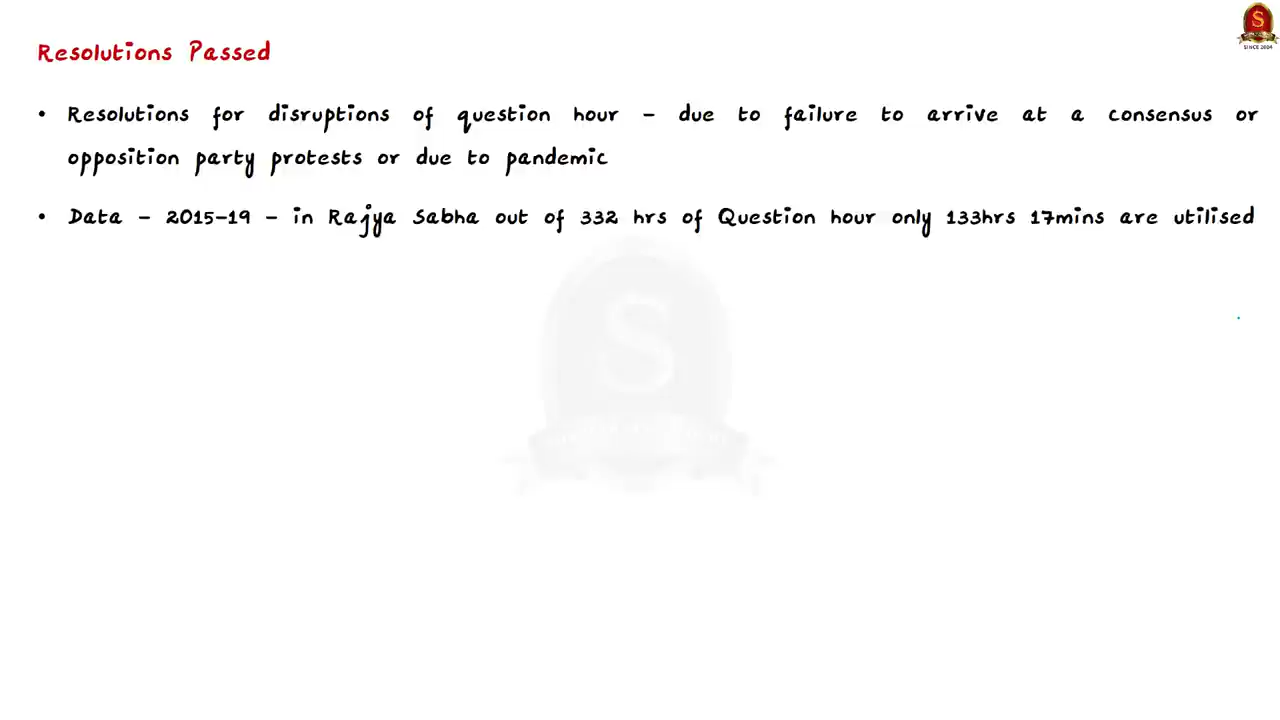 S
SINCE 2004
Resolutions Passed
• Resolutions for disruptions of question hour - due to failure to arrive at a consensus or
opposition party protests or due to pandemic
• Data - 2015-19 - in Rajya Sabha out of 332 hrs of Question hour only 133hrs 17mins are utilised
S